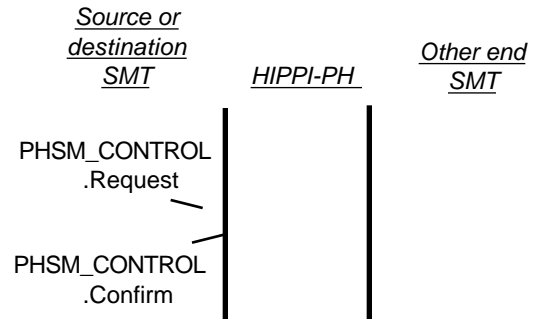 Source or
destination
SMT
HIPPI-PH
Other end
SMT
PHSM_CONTROL
.Request
PHSM_CONTROL
.Confirm